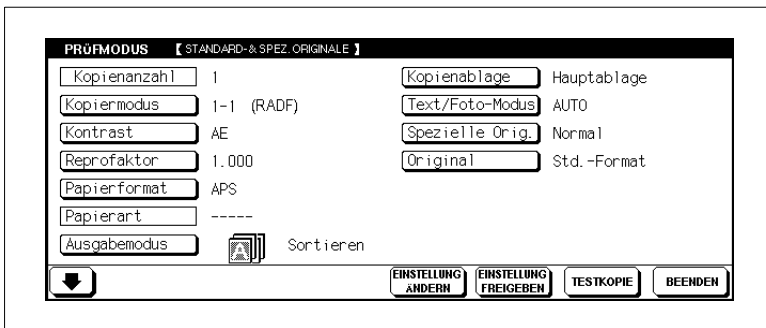 PRÜFMODUS 【 STANDARD-& SPEZ. ORIGINALE 】
Kopienanzahl 1
Kopiermodus 1-1 (RADF)
Kontrast AE
Reprofaktor 1.000
Papierformat APS
Papierart -----
Ausgabemodus Sortieren
Kopienablage Hauptablage
Text/Foto-Modus AUTO
Spezielle Orig. Normal
Original Std.-Format
EINSTELLUNG
ÄNDERN
EINSTELLUNG
FREIGEBEN
TESTKOPIE
BEENDEN